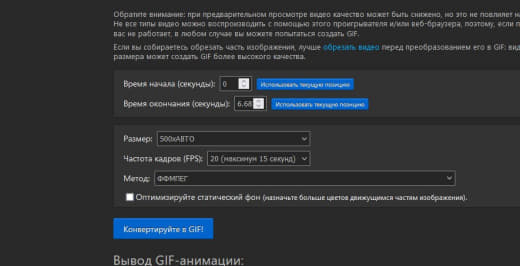 Обратите внимание: при предварительном просмотре видео качество может быть снижено, но это не повлияет н
Не все типы видео можно воспроизводить с помощью этого проигрывателя и/или веб-браузера, поэтому, если п
вас не работает, в любом случае вы можете попытаться создать GIF.
Если вы собираетесь обрезать часть изображения, лучше обрезать видео перед преобразованием его в GIF: вид
размера может создать GIF более высокого качества.
Время начала (секунды): 0 Использовать текущую позицию
Время окончания (секунды): 6.68 Использовать текущую позицию
Размер: 500xАВТО
Частота кадров (FPS): 20 (максимум 15 секунд)
Метод: ФФМПЕГ
Оптимизируйте статический фон (назначьте больше цветов движущимся частям изображения).
Конвертируйте в GIF!
Вывод GIF-анимации: